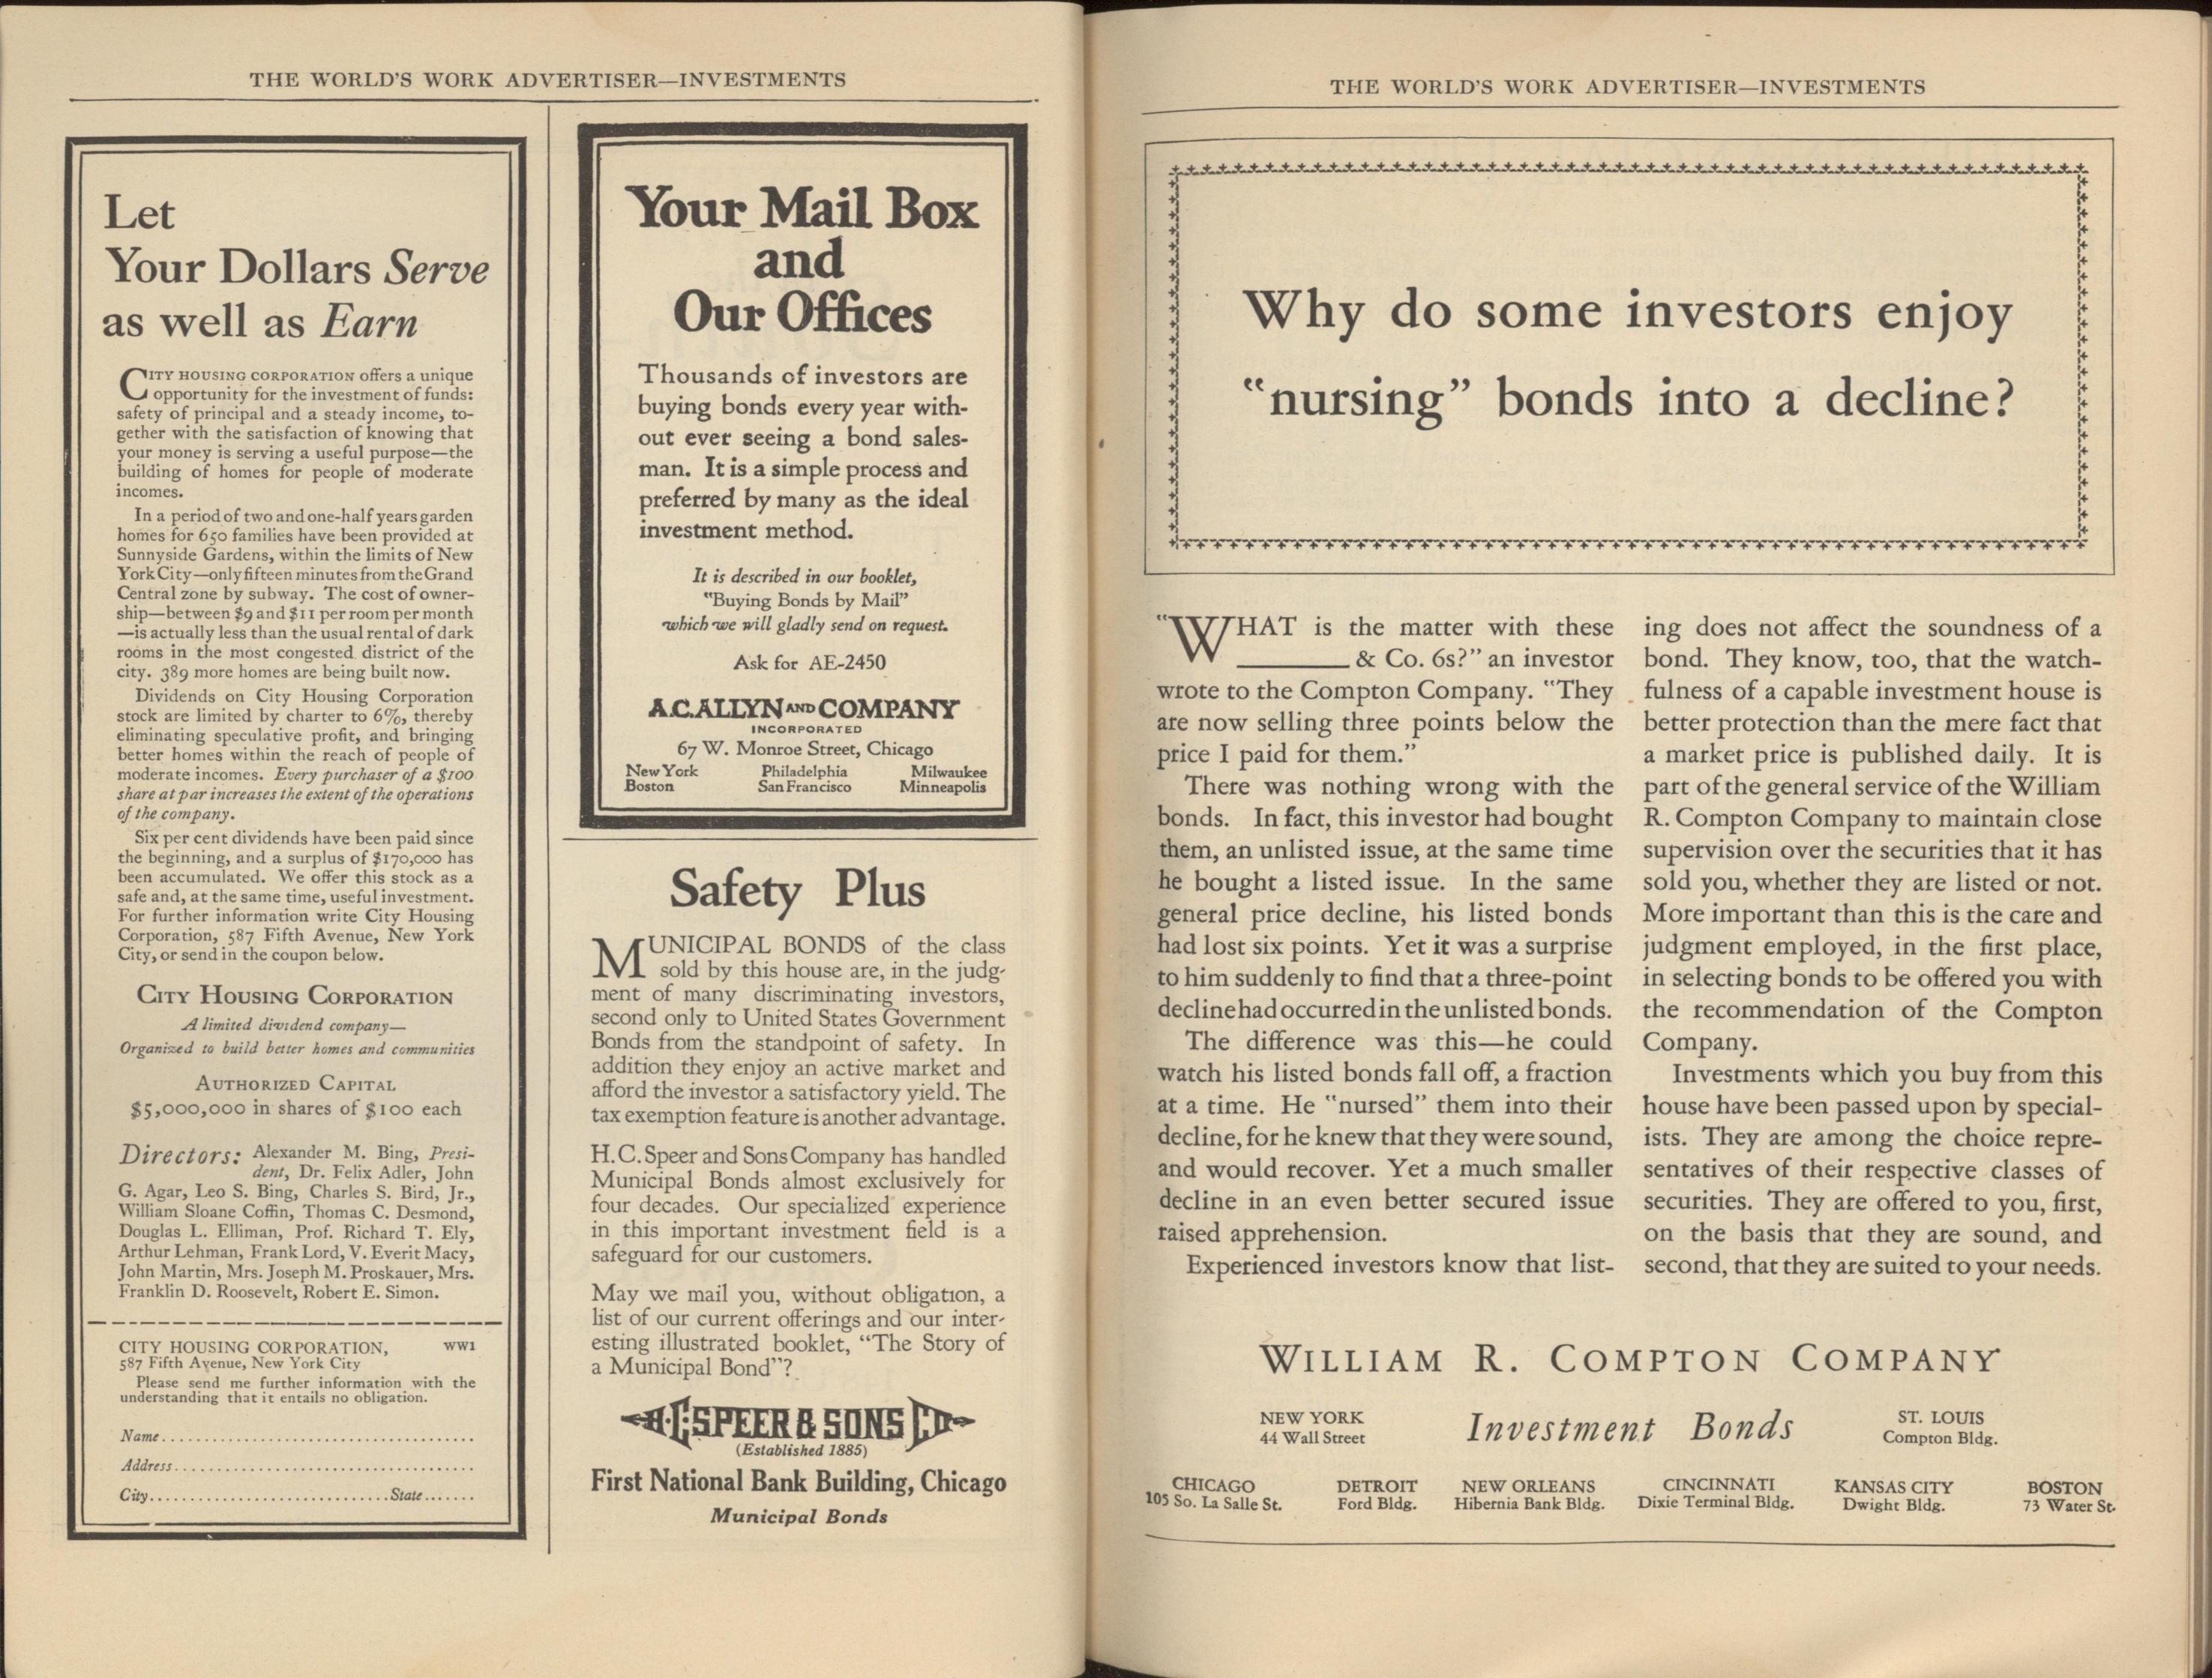 THE WORLD'S WORK ADVERTISER—INVESTMENTS
Let
Your Dollars Serve
as well as Earn
CITY HOUSING CORPORATION offers a unique
opportunity for the investment of funds:
safety of principal and a steady income, to-
gether with the satisfaction of knowing that
your money is serving a useful purpose—the
building of homes for people of moderate
incomes.
In a period of two and one-half years garden
homes for 650 families have been provided at
Sunnyside Gardens, within the limits of New
York City—only fifteen minutes from the Grand
Central zone by subway. The cost of owner-
ship—between $9 and $11 per room per month
—is actually less than the usual rental of dark
rooms in the most congested district of the
city. 389 more homes are being built now.
Dividends on City Housing Corporation
stock are limited by charter to 6%, thereby
eliminating speculative profit, and bringing
better homes within the reach of people of
moderate incomes. Every purchaser of a $100
share at par increases the extent of the operations
of the company.
Six per cent dividends have been paid since
the beginning, and a surplus of $170,000 has
been accumulated. We offer this stock as a
safe and, at the same time, useful investment.
For further information write City Housing
Corporation, 587 Fifth Avenue, New York
City, or send in the coupon below.
CITY HOUSING CORPORATION
A limited dividend company—
Organized to build better homes and communities
AUTHORIZED CAPITAL
$5,000,000 in shares of $100 each
Directors: Alexander M. Bing, Presi-
dent, Dr. Felix Adler, John
G. Agar, Leo S. Bing, Charles S. Bird, Jr.,
William Sloane Coffin, Thomas C. Desmond,
Douglas L. Elliman, Prof. Richard T. Ely,
Arthur Lehman, Frank Lord, V. Everit Macy,
John Martin, Mrs. Joseph M. Proskauer, Mrs.
Franklin D. Roosevelt, Robert E. Simon.
CITY HOUSING CORPORATION, WW1
587 Fifth Avenue, New York City
Please send me further information with the
understanding that it entails no obligation.
Name......................................
Address.....................................
City..............................State.......
Your Mail Box
and
Our Offices
Thousands of investors are
buying bonds every year with-
out ever seeing a bond sales-
man. It is a simple process and
preferred by many as the ideal
investment method.
It is described in our booklet,
"Buying Bonds by Mail"
which we will gladly send on request.
Ask for AE-2450
A.C.ALLYN AND COMPANY
INCORPORATED
67 W. Monroe Street, Chicago
New York Philadelphia Milwaukee
Boston San Francisco Minneapolis
Safety Plus
MUNICIPAL BONDS of the class
sold by this house are, in the judg-
ment of many discriminating investors,
second only to United States Government
Bonds from the standpoint of safety. In
addition they enjoy an active market and
afford the investor a satisfactory yield. The
tax exemption feature is another advantage.
H. C. Speer and Sons Company has handled
Municipal Bonds almost exclusively for
four decades. Our specialized experience
in this important investment field is a
safeguard for our customers.
May we mail you, without obligation, a
list of our current offerings and our inter-
esting illustrated booklet, "The Story of
a Municipal Bond"?
H.C. SPEER & SONS CO.
(Established 1885)
First National Bank Building, Chicago
Municipal Bonds
THE WORLD'S WORK ADVERTISER—INVESTMENTS
Why do some investors enjoy
"nursing" bonds into a decline?
"WHAT is the matter with these
________ & Co. 6s?" an investor
wrote to the Compton Company. "They
are now selling three points below the
price I paid for them."
There was nothing wrong with the
bonds. In fact, this investor had bought
them, an unlisted issue, at the same time
he bought a listed issue. In the same
general price decline, his listed bonds
had lost six points. Yet it was a surprise
to him suddenly to find that a three-point
decline had occurred in the unlisted bonds.
The difference was this—he could
watch his listed bonds fall off, a fraction
at a time. He "nursed" them into their
decline, for he knew that they were sound,
and would recover. Yet a much smaller
decline in an even better secured issue
raised apprehension.
Experienced investors know that list-
ing does not affect the soundness of a
bond. They know, too, that the watch-
fulness of a capable investment house is
better protection than the mere fact that
a market price is published daily. It is
part of the general service of the William
R. Compton Company to maintain close
supervision over the securities that it has
sold you, whether they are listed or not.
More important than this is the care and
judgment employed, in the first place,
in selecting bonds to be offered you with
the recommendation of the Compton
Company.
Investments which you buy from this
house have been passed upon by special-
ists. They are among the choice repre-
sentatives of their respective classes of
securities. They are offered to you, first,
on the basis that they are sound, and
second, that they are suited to your needs.
WILLIAM R. COMPTON COMPANY
NEW YORK
44 Wall Street
Investment Bonds
ST. LOUIS
Compton Bldg.
CHICAGO DETROIT NEW ORLEANS CINCINNATI KANSAS CITY BOSTON
105 So. La Salle St. Ford Bldg. Hibernia Bank Bldg. Dixie Terminal Bldg. Dwight Bldg. 73 Water St.